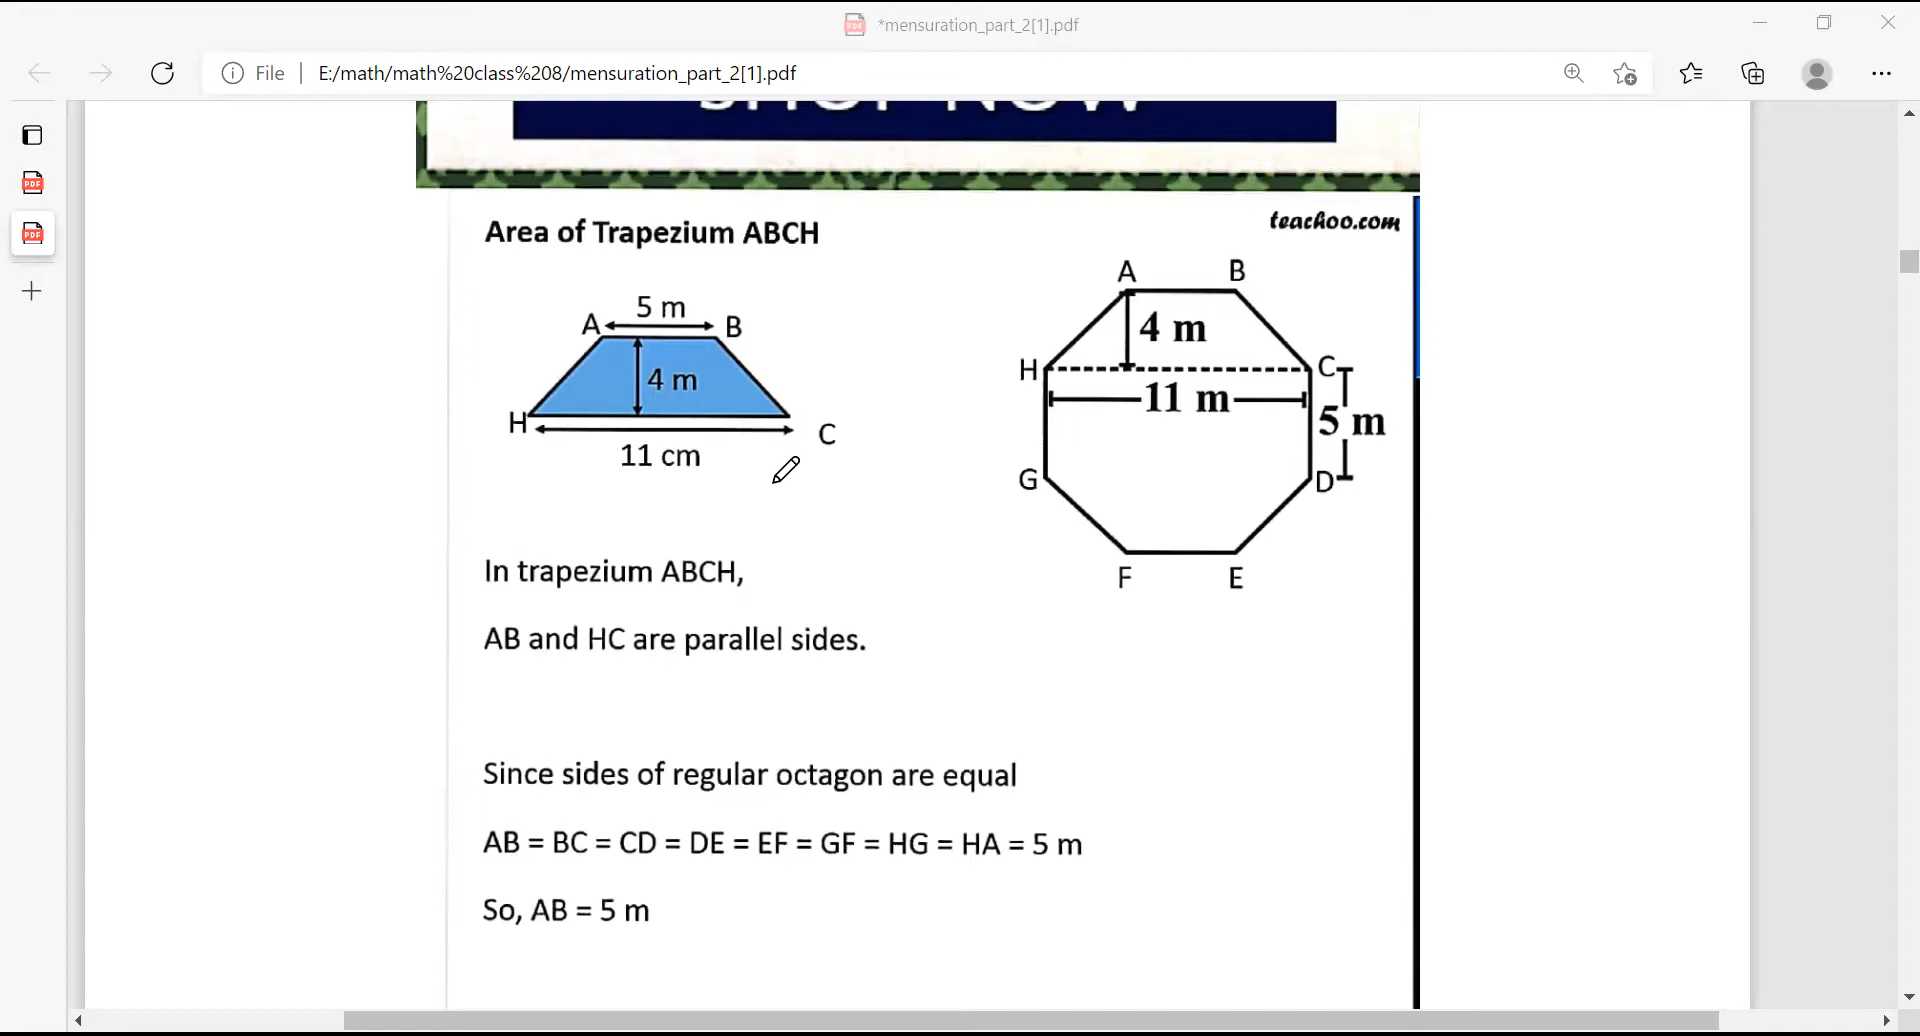 *mensuration_part_2[1].pdf
File | E:/math/math%20class%208/mensuration_part_2[1].pdf
SHOP NOW
teachoo.com
Area of Trapezium ABCH
5 m
A B
4 m
H C
11 cm
A B
4 m
H C
11 m
5 m
G D
F E
In trapezium ABCH,
AB and HC are parallel sides.
Since sides of regular octagon are equal
AB = BC = CD = DE = EF = GF = HG = HA = 5 m
So, AB = 5 m